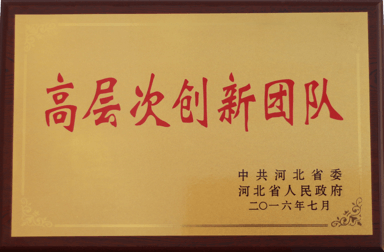 高层次创新团队
中共河北省委
河北省人民政府
二〇一六年七月